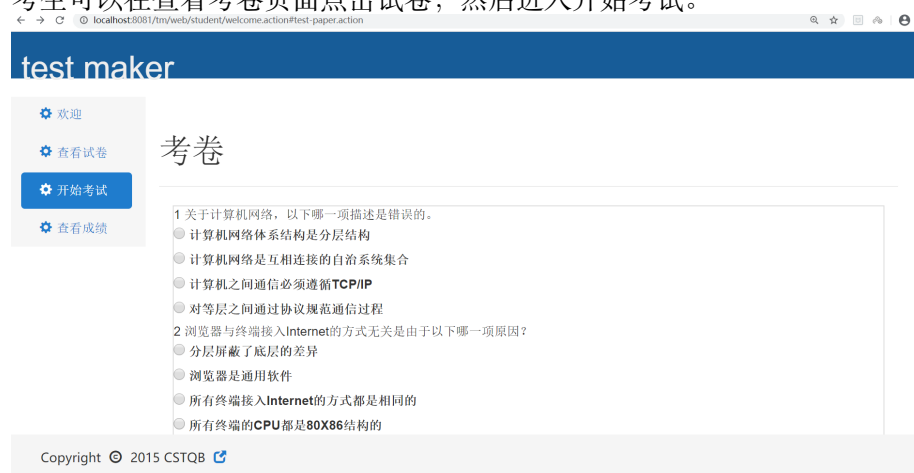 考生可以在查看考卷页面点击试卷，然后进入开始考试。
localhost:8081/tm/web/student/welcome.action#test-paper.action
test maker
欢迎
查看试卷
开始考试
查看成绩
考卷
1 关于计算机网络，以下哪一项描述是错误的。
计算机网络体系结构是分层结构
计算机网络是互相连接的自治系统集合
计算机之间通信必须遵循TCP/IP
对等层之间通过协议规范通信过程
2 浏览器与终端接入Internet的方式无关是由于以下哪一项原因？
分层屏蔽了底层的差异
浏览器是通用软件
所有终端接入Internet的方式都是相同的
所有终端的CPU都是80X86结构的
Copyright © 2015 CSTQB